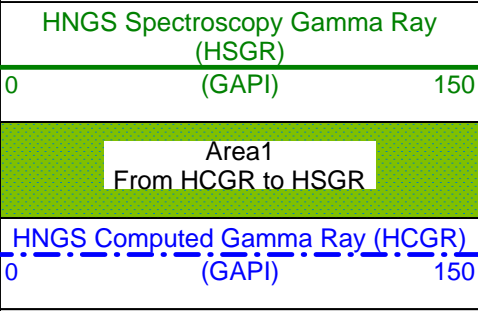 HNGS Spectroscopy Gamma Ray
(HSGR)
0 (GAPI) 150
Area1
From HCGR to HSGR
HNGS Computed Gamma Ray (HCGR)
0 (GAPI) 150